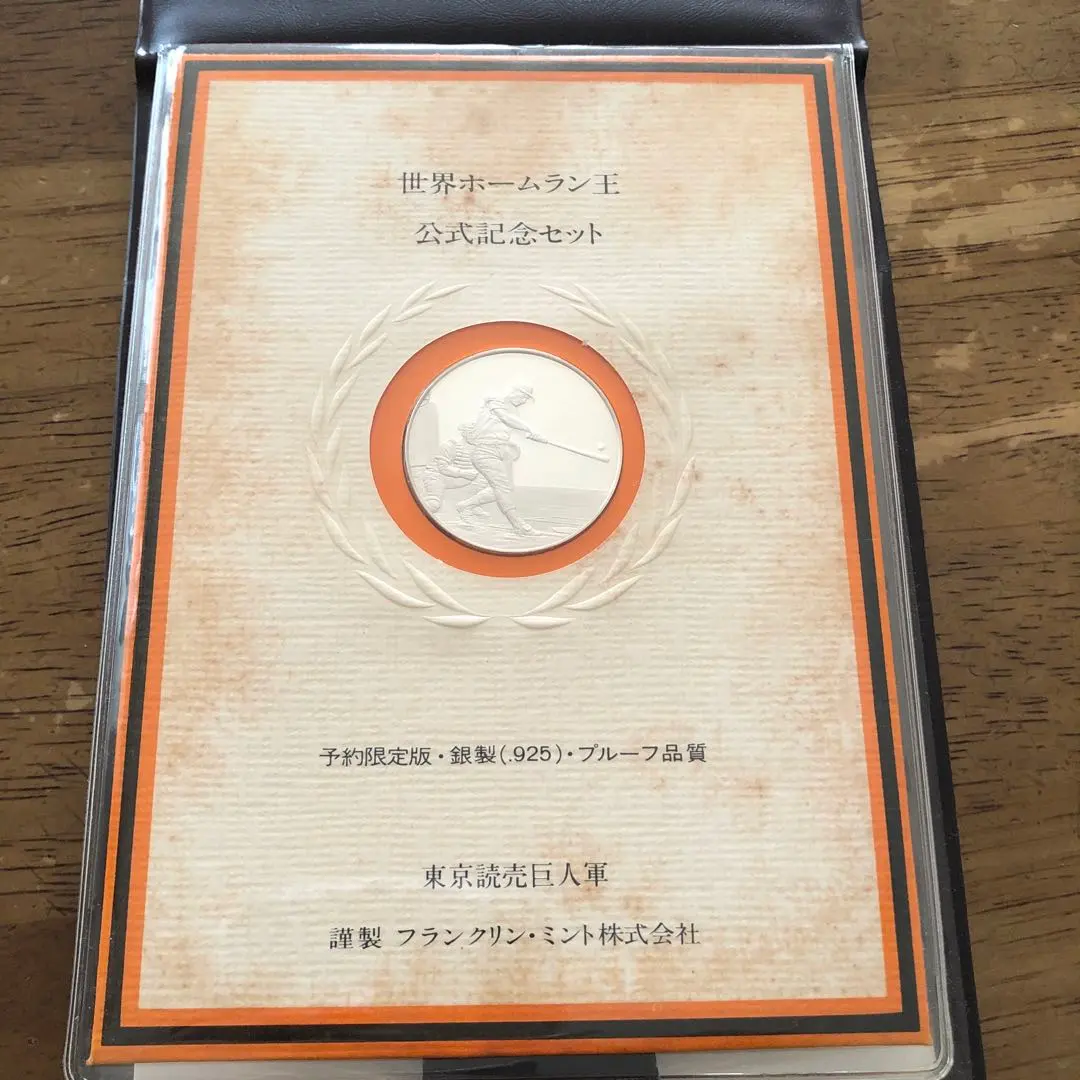 世界ホームラン王
公式記念セット
予約限定版・銀製(.925)・プルーフ品質
東京読売巨人軍
謹製 フランクリン・ミント株式会社